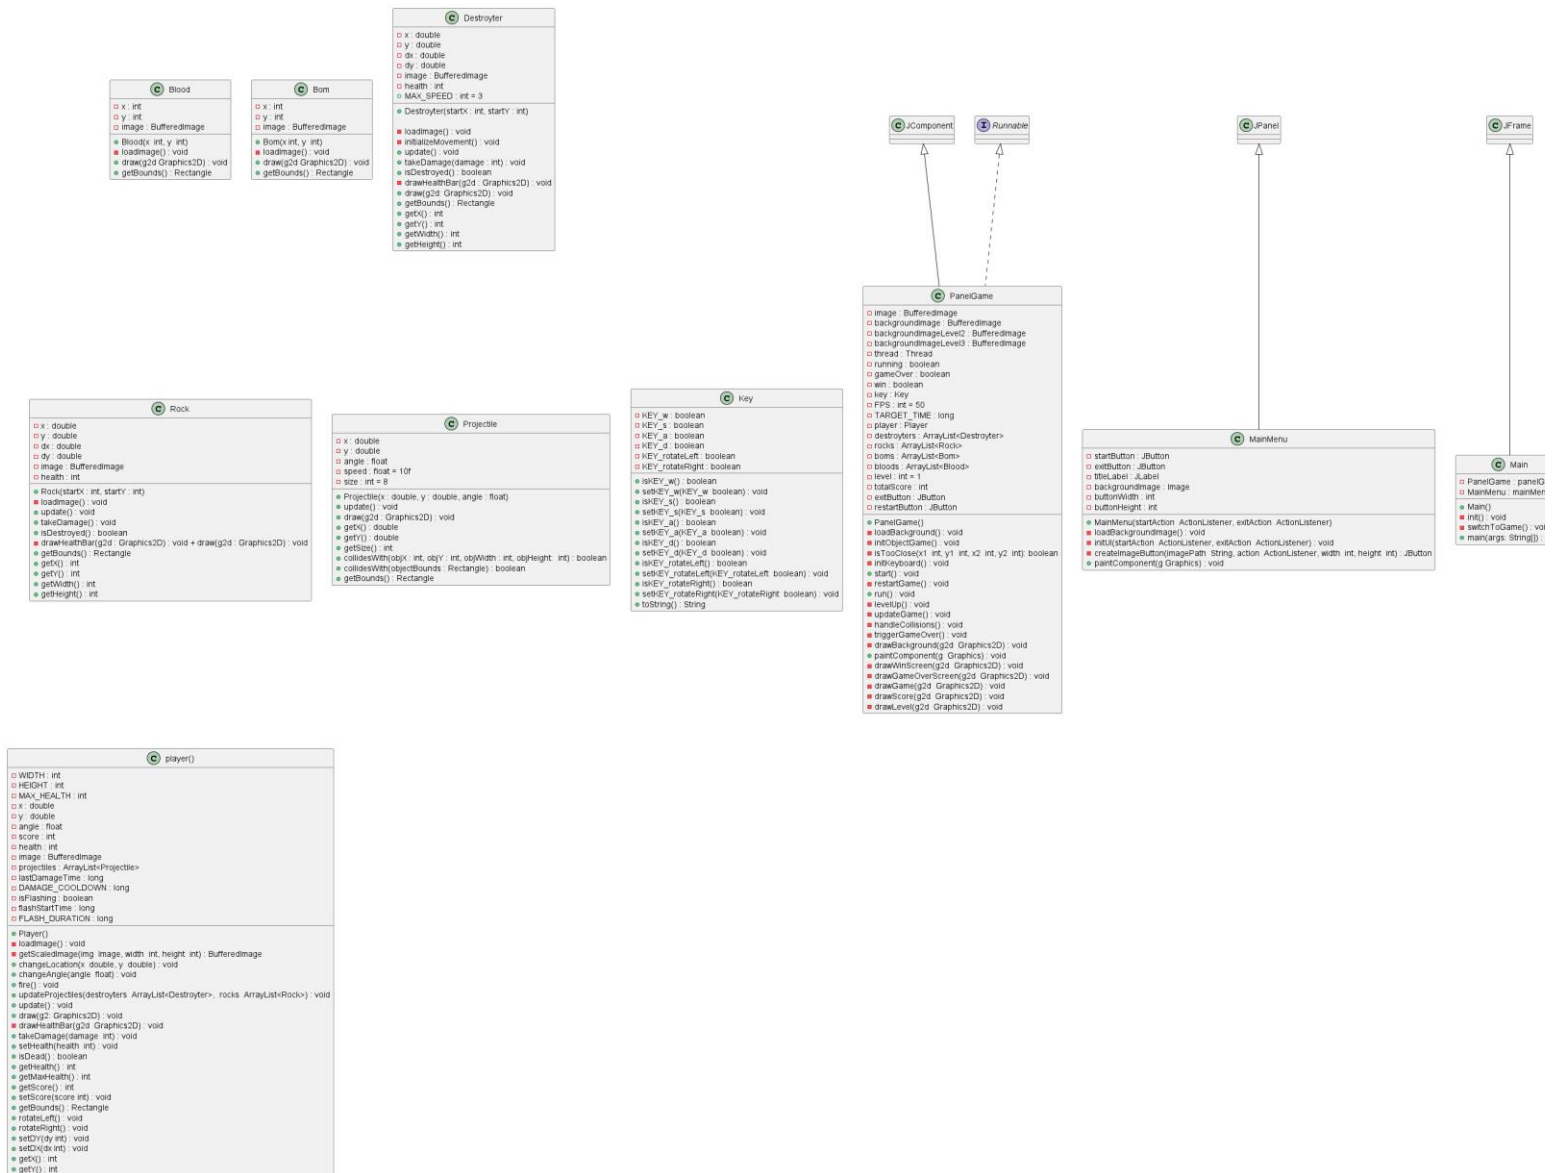 Destroyter
x : double
y : double
dx : double
dy : double
image : BufferedImage
health : int
MAX_SPEED : int = 3
Destroyter(startX : int, startY : int)
loadImage() : void
initializeMovement() : void
update() : void
takeDamage(damage : int) : void
isDestroyed() : boolean
drawHealthBar(g2d : Graphics2D) : void
draw(g2d: Graphics2D) : void
getBounds() : Rectangle
getX() : int
getY() : int
getWidth() : int
getHeight() : int
Blood
x : int
y : int
image : BufferedImage
Blood(x int, y int)
loadImage() : void
draw(g2d Graphics2D) : void
getBounds() : Rectangle
Bom
x : int
y : int
image : BufferedImage
Bom(x int, y int)
loadImage() : void
draw(g2d Graphics2D) : void
getBounds() : Rectangle
C JComponent
I Runnable
C JPanel
C JFrame
PanelGame
image : BufferedImage
backgroundImage : BufferedImage
backgroundImageLevel2 : BufferedImage
backgroundImageLevel3 : BufferedImage
thread : Thread
running : boolean
gameOver : boolean
win : boolean
key : Key
FPS : int = 50
TARGET_TIME : long
player : Player
destroyters : ArrayList<Destroyter>
rocks : ArrayList<Rock>
boms : ArrayList<Bom>
bloods : ArrayList<Blood>
level : int = 1
totalScore : int
exitButton : JButton
restartButton : JButton
PanelGame()
loadBackground() : void
initObjectGame() : void
isTooClose(x1 int, y1 int, x2 int, y2 int): boolean
initKeyboard() : void
start() : void
restartGame() : void
run() : void
levelUp() : void
updateGame() : void
handleCollisions() : void
triggerGameOver() : void
drawBackground(g2d Graphics2D) : void
paintComponent(g Graphics) : void
drawWinScreen(g2d Graphics2D) : void
drawGameOverScreen(g2d Graphics2D) : void
drawGame(g2d Graphics2D) : void
drawScore(g2d Graphics2D) : void
drawLevel(g2d Graphics2D) : void
Rock
x : double
y : double
dx : double
dy : double
image : BufferedImage
health : int
Rock(startX : int, startY : int)
loadImage() : void
update() : void
takeDamage() : void
isDestroyed() : boolean
drawHealthBar(g2d : Graphics2D) : void + draw(g2d : Graphics2D) : void
getBounds() : Rectangle
getX() : int
getY() : int
getWidth() : int
getHeight() : int
Projectile
x : double
y : double
angle : float
speed : float = 10f
size : int = 8
Projectile(x : double, y : double, angle : float)
update() : void
draw(g2d : Graphics2D) : void
getX() : double
getY() : double
getSize() : int
collidesWith(objX : int, objY : int, objWidth : int, objHeight: int) : boolean
collidesWith(objectBounds : Rectangle) : boolean
getBounds() : Rectangle
Key
KEY_w : boolean
KEY_s : boolean
KEY_a : boolean
KEY_d : boolean
KEY_rotateLeft : boolean
KEY_rotateRight : boolean
isKEY_w() : boolean
setKEY_w(KEY_w boolean) : void
isKEY_s() : boolean
setKEY_s(KEY_s boolean) : void
isKEY_a() : boolean
setKEY_a(KEY_a boolean) : void
isKEY_d() : boolean
setKEY_d(KEY_d boolean) : void
isKEY_rotateLeft() : boolean
setKEY_rotateLeft(KEY_rotateLeft boolean) : void
isKEY_rotateRight() : boolean
setKEY_rotateRight(KEY_rotateRight boolean) : void
toString() : String
MainMenu
startButton : JButton
exitButton : JButton
titleLabel : JLabel
backgroundImage : Image
buttonWidth : int
buttonHeight : int
MainMenu(startAction ActionListener, exitAction ActionListener)
loadBackgroundImage() : void
initUI(startAction ActionListener, exitAction ActionListener) : void
createImageButton(imagePath String, action ActionListener, width int, height int) : JButton
paintComponent(g Graphics) : void
Main
PanelGame : panelG
MainMenu : mainMen
Main()
init() : void
switchToGame() : voi
main(args: String[]) :
player()
WIDTH : int
HEIGHT : int
MAX_HEALTH : int
x : double
y : double
angle : float
score : int
health : int
image : BufferedImage
projectiles : ArrayList<Projectile>
lastDamageTime : long
DAMAGE_COOLDOWN : long
isFlashing : boolean
flashStartTime : long
FLASH_DURATION : long
Player()
loadImage() : void
getScaledImage(img Image, width int, height int) : BufferedImage
changeLocation(x double, y double) : void
changeAngle(angle float) : void
fire() : void
updateProjectiles(destroyters ArrayList<Destroyter>, rocks ArrayList<Rock>) : void
update() : void
draw(g2: Graphics2D) : void
drawHealthBar(g2d Graphics2D) : void
takeDamage(damage int) : void
setHealth(health int) : void
isDead() : boolean
getHealth() : int
getMaxHealth() : int
getScore() : int
setScore(score int) : void
getBounds() : Rectangle
rotateLeft() : void
rotateRight() : void
setDY(dy int) : void
setDX(dx int) : void
getX() : int
getY() : int